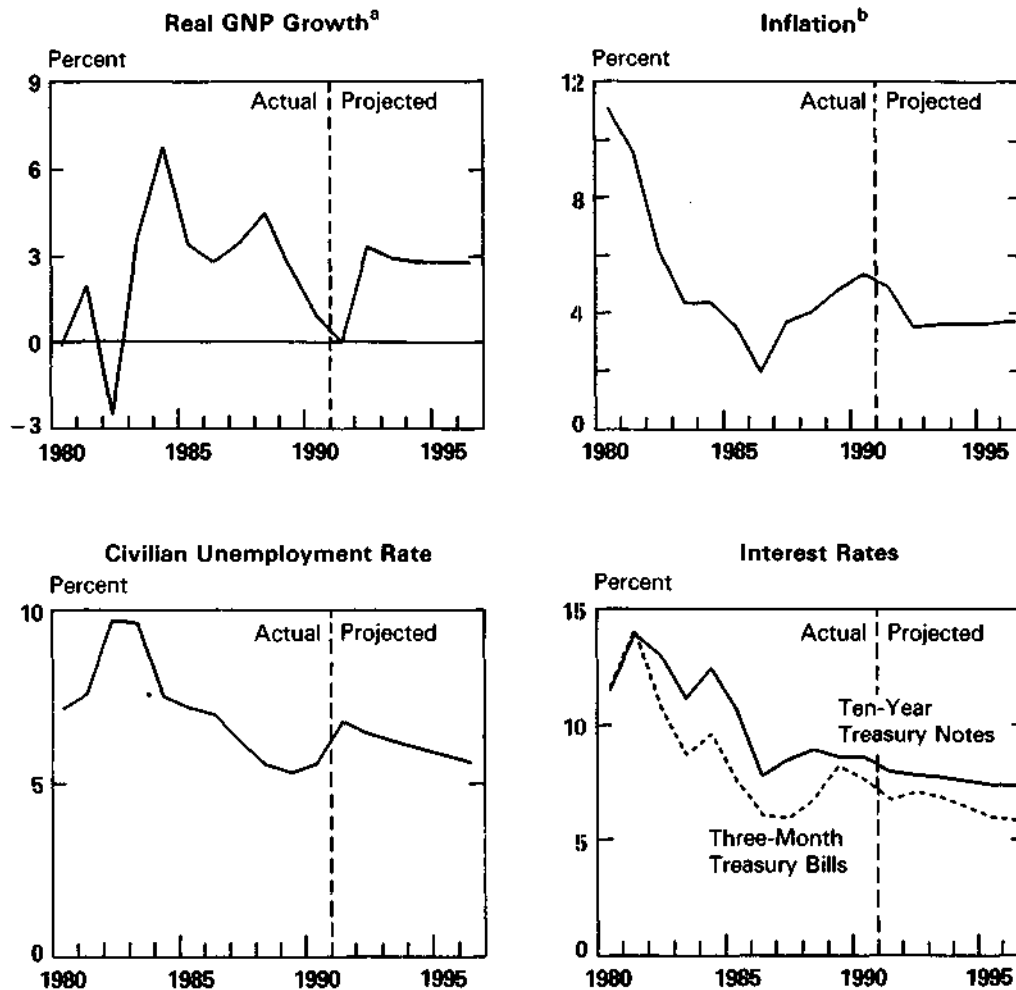 Real GNP Growth^a
Percent
9
6
3
0
-3
Actual
Projected
1980 1985 1990 1995
Inflation^b
Percent
12
8
4
0
Actual
Projected
1980 1985 1990 1995
Civilian Unemployment Rate
Percent
10
5
0
Actual
Projected
1980 1985 1990 1995
Interest Rates
Percent
15
10
5
0
Actual
Projected
Ten-Year
Treasury Notes
Three-Month
Treasury Bills
1980 1985 1990 1995